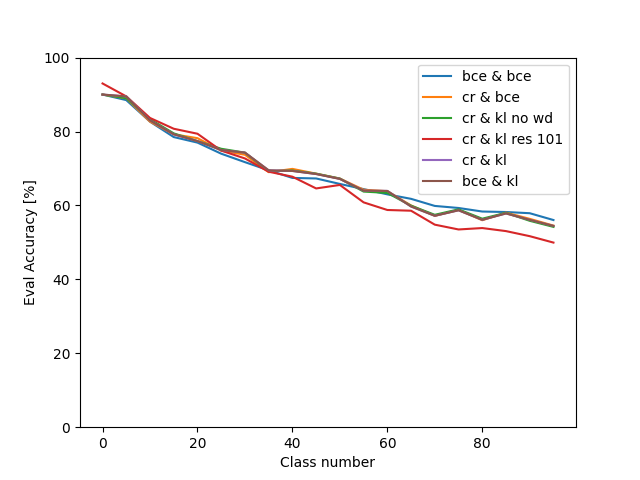 100
80
60
40
20
0
Eval Accuracy [%]
bce & bce
cr & bce
cr & kl no wd
cr & kl res 101
cr & kl
bce & kl
0 20 40 60 80
Class number